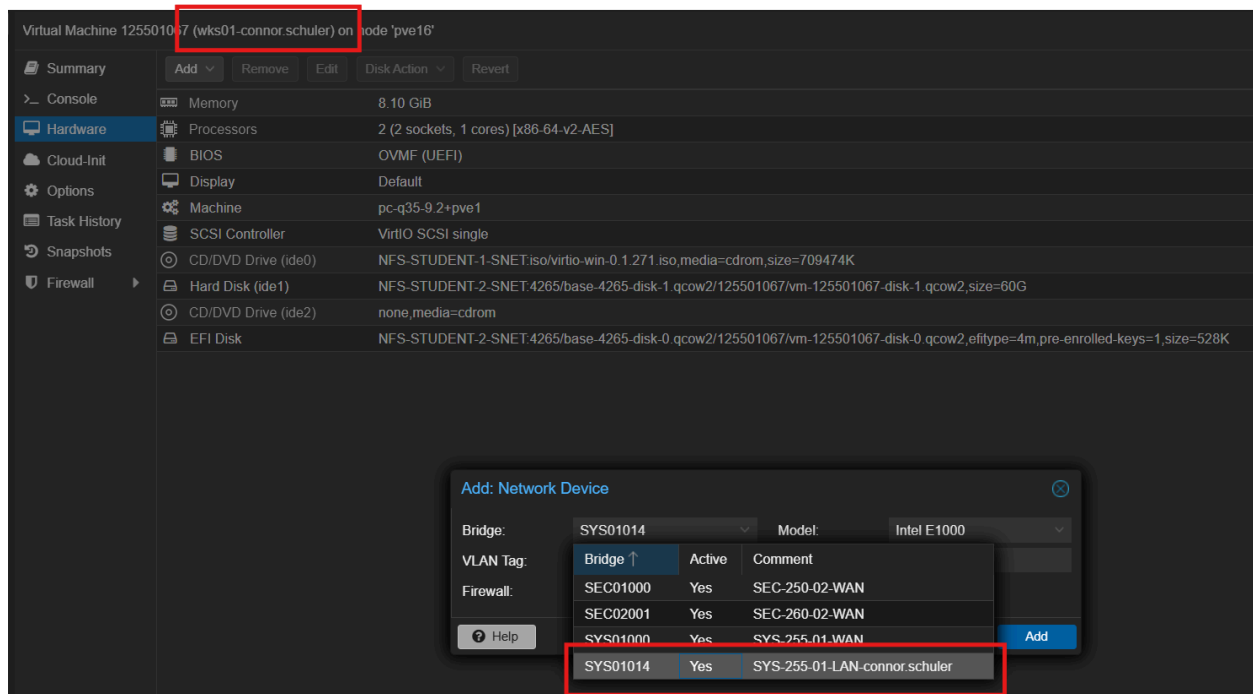 Virtual Machine 125501067 (wks01-connor.schuler) on node 'pve16'
Summary
Console
Hardware
Cloud-Init
Options
Task History
Snapshots
Firewall
Add Remove Edit Disk Action Revert
Memory 8.10 GiB
Processors 2 (2 sockets, 1 cores) [x86-64-v2-AES]
BIOS OVMF (UEFI)
Display Default
Machine pc-q35-9.2+pve1
SCSI Controller VirtIO SCSI single
CD/DVD Drive (ide0) NFS-STUDENT-1-SNET:iso/virtio-win-0.1.271.iso,media=cdrom,size=709474K
Hard Disk (ide1) NFS-STUDENT-2-SNET:4265/base-4265-disk-1.qcow2/125501067/vm-125501067-disk-1.qcow2,size=60G
CD/DVD Drive (ide2) none,media=cdrom
EFI Disk NFS-STUDENT-2-SNET:4265/base-4265-disk-0.qcow2/125501067/vm-125501067-disk-0.qcow2,efitype=4m,pre-enrolled-keys=1,size=528K
Add: Network Device
Bridge: SYS01014 Model: Intel E1000
VLAN Tag:
Firewall:
Bridge Active Comment
SEC01000 Yes SEC-250-02-WAN
SEC02001 Yes SEC-260-02-WAN
SYS01000 Yes SYS-255-01-WAN
SYS01014 Yes SYS-255-01-LAN-connor.schuler
Help Add